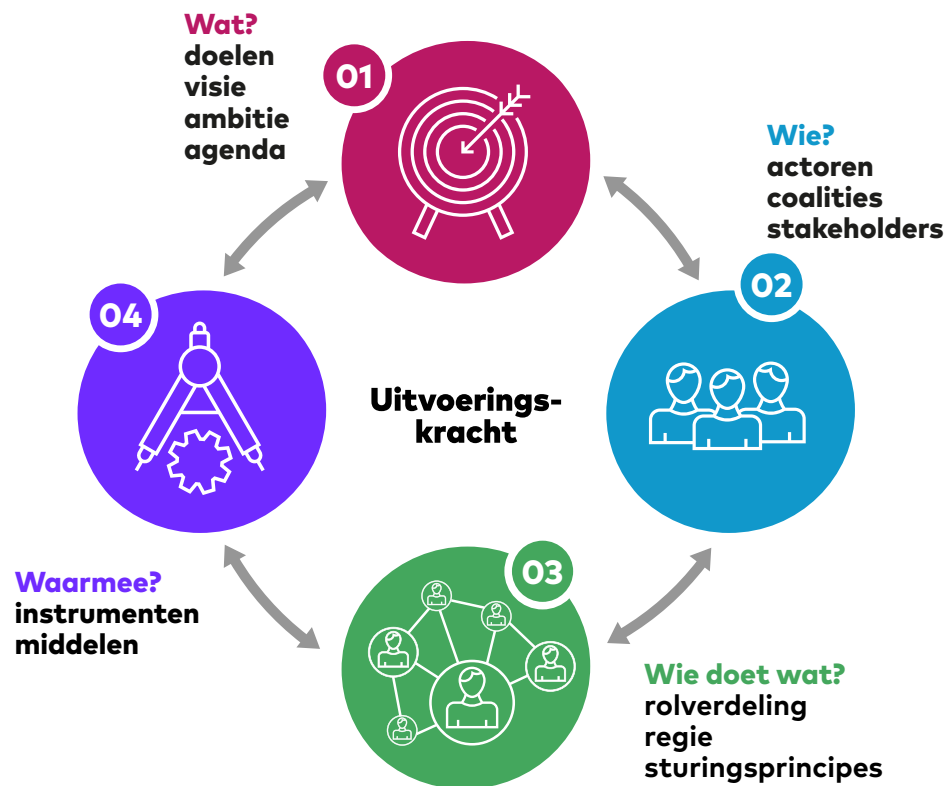 Wat?
doelen
visie
ambitie
agenda
01
Wie?
actoren
coalities
stakeholders
02
Uitvoerings-
kracht
03
Wie doet wat?
rolverdeling
regie
sturingsprincipes
04
Waarmee?
instrumenten
middelen